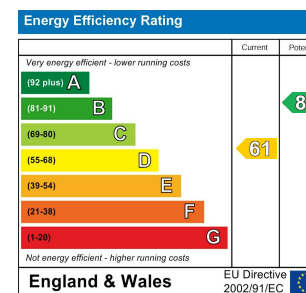 Energy Efficiency Rating
Current
Very energy efficient - lower running costs
(92 plus) A
(81-91) B
(69-80) C
(55-68) D
61
(39-54) E
(21-38) F
(1-20) G
Not energy efficient - higher running costs
England & Wales
EU Directive
2002/91/EC